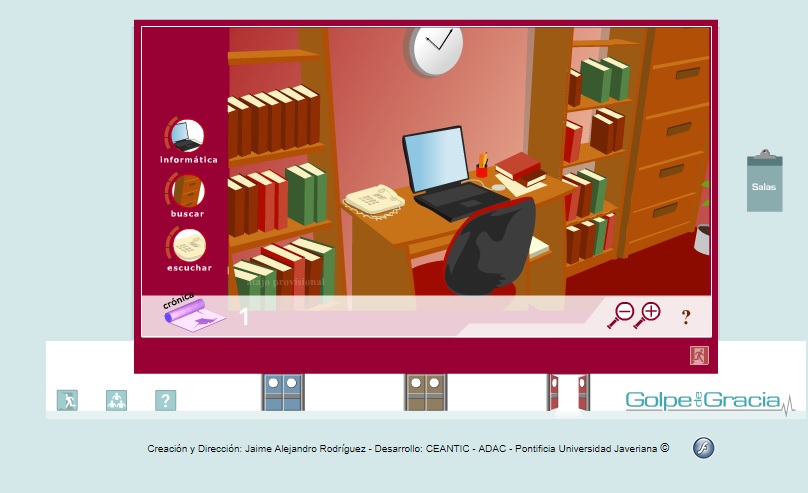 informática
buscar
escuchar
crónica
1
?
Salas
?
Golpe de Gracia
Creación y Dirección: Jaime Alejandro Rodríguez - Desarrollo: CEANTIC - ADAC - Pontificia Universidad Javeriana ©